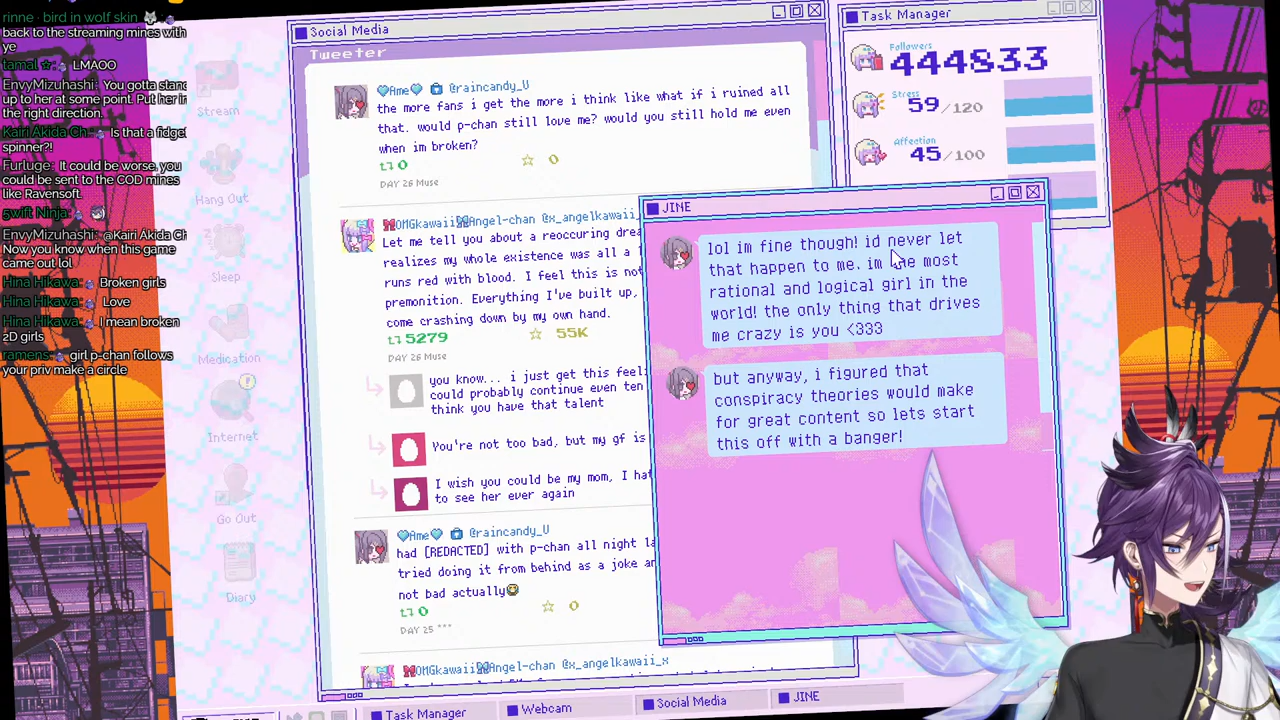 rinne · bird in wolf skin
back to the streaming mines with
ye
tamal ☆: LMAOO
EnvyMizuhashi: You gotta stand
up to her at some point. Put her in
the right direction.
Kairi Akida Ch: Is that a fidget
spinner?!
Furluge: It could be worse, you
could be sent to the COD mines
like Ravensoft.
5wift Ninja:
EnvyMizuhashi: @Kairi Akida Ch
Now you know when this game
came out lol
Hina Hikawa: Broken girls
Hina Hikawa: Love
Hina Hikawa: I mean broken
2D girls
ramens: girl p-chan follows
your priv make a circle
Stream
Hang Out
Sleep
Medication
Internet
Go Out
Diary
Social Media
Tweeter
Ame @raincandy_U
the more fans i get the more i think like what if i ruined all
that. would p-chan still love me? would you still hold me even
when im broken?
0 0
DAY 26 Muse
OMGkawaii Angel-chan @x_angelkawaii_
Let me tell you about a reoccuring drea
realizes my whole existence was all a
runs red with blood. I feel this is not
premonition. Everything I've built up,
come crashing down by my own hand.
5279 55K
DAY 26 Muse
you know... i just get this feel
could probably continue even ten
think you have that talent
You're not too bad, but my gf is
I wish you could be my mom, I hat
to see her ever again
Ame @raincandy_U
had [REDACTED] with p-chan all night la
tried doing it from behind as a joke an
not bad actually
0 0
DAY 25 ***
OMGkawaii Angel-chan @x_angelkawaii_x
Task Manager
Followers
444833
Stress
59/120
Affection
45/100
JINE
lol im fine though! id never let
that happen to me. im the most
rational and logical girl in the
world! the only thing that drives
me crazy is you <333
but anyway, i figured that
conspiracy theories would make
for great content so lets start
this off with a banger!
Task Manager
Webcam
Social Media
JINE